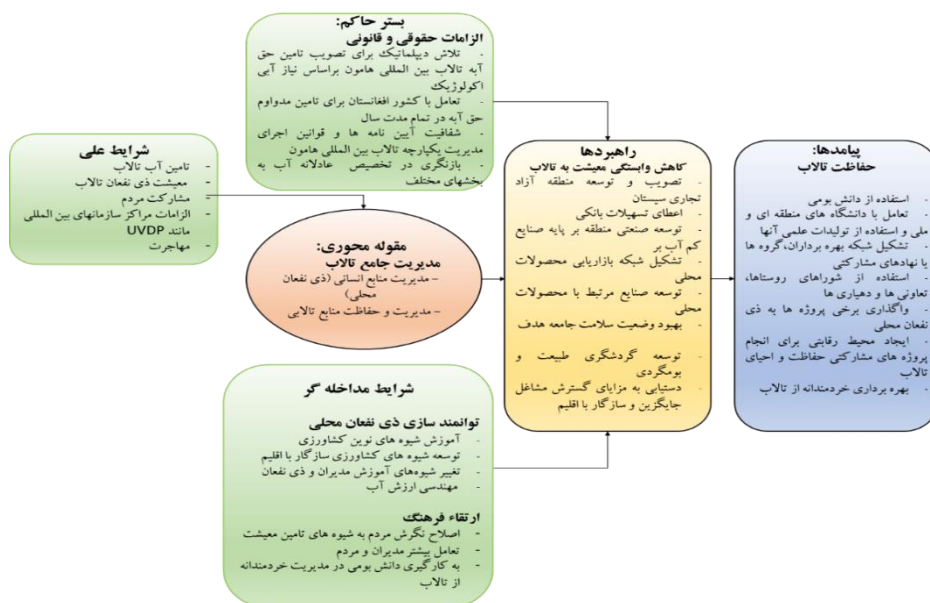 بستر حاکم:
الزامات حقوقی و قانونی
- تلاش دیپلماتیک برای تصویب تامین حق
آبه تالاب بین المللی هامون براساس نیاز آبی
اکولوژیک
- تعامل با کشور افغانستان برای تامین مدواوم
حق آبه در تمام مدت سال
- شفافیت آیین نامه ها و قوانین اجرای
مدیریت یکپارچه تالاب بین المللی هامون
- بازنگری در تخصیص عادلانه آب به
بخشهای مختلف
شرایط علی
- تامین آب تالاب
- معیشت ذی نفعان تالاب
- مشارکت مردم
- الزامات مراکز سازمانهای بین المللی
مانند UVDP
- مهاجرت
مقوله محوری:
مدیریت جامع تالاب
– مدیریت منابع انسانی (ذی نفعان
محلی)
– مدیریت و حفاظت منابع تالابی
شرایط مداخله گر
توانمند سازی ذی نفعان محلی
- آموزش شیوه های نوین کشاورزی
- توسعه شیوه های کشاورزی سازگار با اقلیم
- تغییر شیوه‌های آموزش مدیران و ذی نفعان
- مهندسی ارزش آب
ارتقاء فرهنگ
- اصلاح نگرش مردم به شیوه های تامین معیشت
- تعامل بیشتر مدیران و مردم
- به کارگیری دانش بومی در مدیریت خردمندانه
از تالاب
راهبردها
کاهش وابستگی معیشت به تالاب
- تصویب و توسعه منطقه آزاد
تجاری سیستان
- اعطای تسهیلات بانکی
- توسعه صنعتی منطقه بر پایه صنایع
کم آب بر
- تشکیل شبکه بازاریابی محصولات
محلی
- توسعه صنایع مرتبط با محصولات
محلی
- بهبود وضعیت سلامت جامعه هدف
- توسعه گردشگری طبیعت و
بومگردی
- دستیابی به مزایای گسترش مشاغل
جایگزین و سازگار با اقلیم
پیامدها:
حفاظت تالاب
- استفاده از دانش بومی
- تعامل با دانشگاه های منطقه ای و
ملی و استفاده از تولیدات علمی آنها
- تشکیل شبکه بهره برداران،گروه ها
یا نهادهای مشارکتی
- استفاده از شوراهای روستاها،
تعاونی ها و دهیاری ها
- واگذاری برخی پروژه ها به ذی
نفعان محلی
- ایجاد محیط رقابتی برای انجام
پروژه های مشارکتی حفاظت و احیای
تالاب
- بهره برداری خردمندانه از تالاب